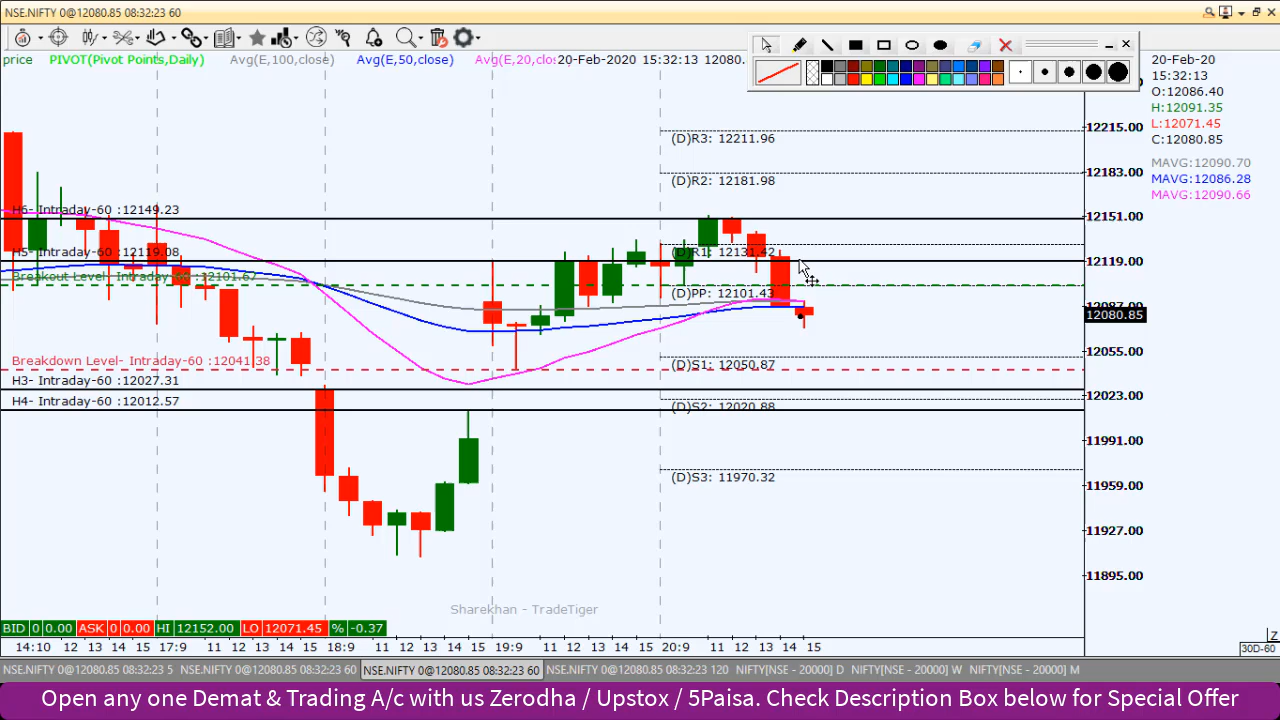 NSE.NIFTY 0@12080.85 08:32:23 60
price PIVOT(Pivot Points,Daily) Avg(E,100,close) Avg(E,50,close) Avg(E,20,clos 20-Feb-2020 15:32:13 12080.
20-Feb-20
15:32:13
O:12086.40
H:12091.35
L:12071.45
C:12080.85
MAVG:12090.70
MAVG:12086.28
MAVG:12090.66
12215.00
(D)R3: 12211.96
12183.00
(D)R2: 12181.98
H6- Intraday-60 :12149.23
12151.00
H5- Intraday-60 :12119.08
(D)R1: 12131.42
12119.00
Breakout Level- Intraday-60 :12101.67
(D)PP: 12101.43
12087.00
12080.85
12055.00
Breakdown Level- Intraday-60 :12041.38
(D)S1: 12050.87
H3- Intraday-60 :12027.31
12023.00
H4- Intraday-60 :12012.57
(D)S2: 12020.88
11991.00
(D)S3: 11970.32
11959.00
11927.00
11895.00
Sharekhan - TradeTiger
BID 0 0.00 ASK 0 0.00 HI 12152.00 LO 12071.45 % -0.37
Z
14:10 12 13 14 15 17:9 11 12 13 14 15 18:9 11 12 13 14 15 19:9 11 12 13 14 15 20:9 11 12 13 14 15
30D-60
NSE.NIFTY 0@12080.85 08:32:23 5 NSE.NIFTY 0@12080.85 08:32:23 60 NSE.NIFTY 0@12080.85 08:32:23 60 NSE.NIFTY 0@12080.85 08:32:23 120 NIFTY[NSE - 20000] D NIFTY[NSE - 20000] W NIFTY[NSE - 20000] M
Open any one Demat & Trading A/c with us Zerodha / Upstox / 5Paisa. Check Description Box below for Special Offer